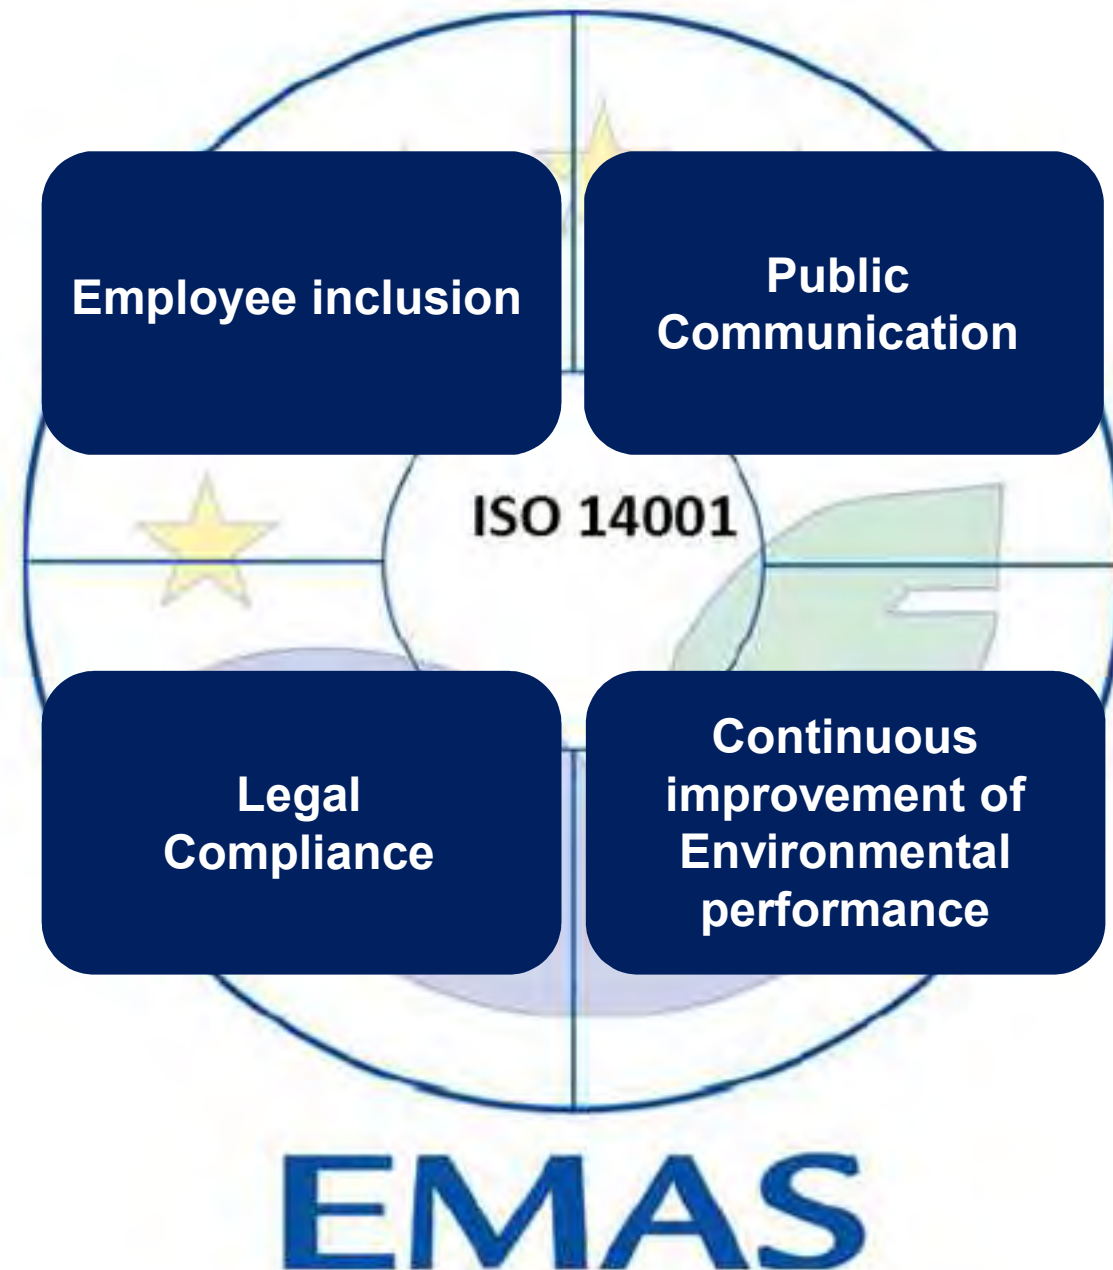 Employee inclusion
Public
Communication
ISO 14001
Legal
Compliance
Continuous
improvement of
Environmental
performance
EMAS